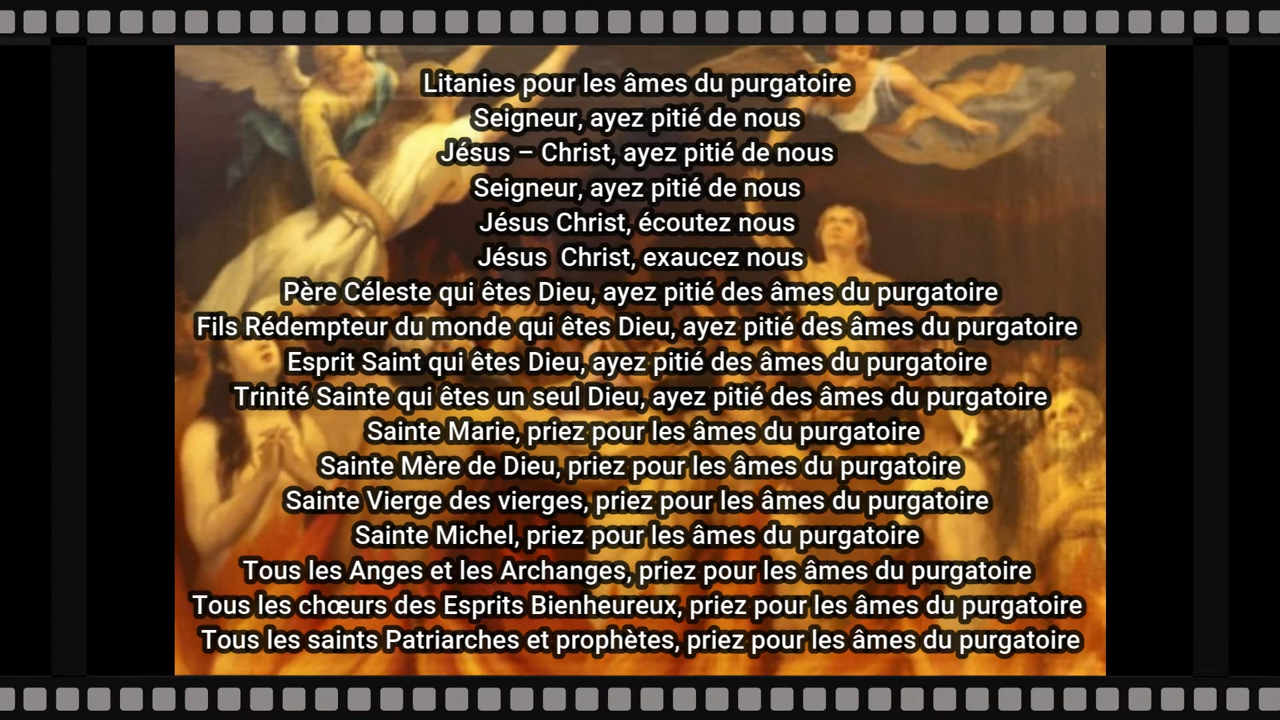 Litanies pour les âmes du purgatoire
Seigneur, ayez pitié de nous
Jésus – Christ, ayez pitié de nous
Seigneur, ayez pitié de nous
Jésus Christ, écoutez nous
Jésus  Christ, exaucez nous
Père Céleste qui êtes Dieu, ayez pitié des âmes du purgatoire
Fils Rédempteur du monde qui êtes Dieu, ayez pitié des âmes du purgatoire
Esprit Saint qui êtes Dieu, ayez pitié des âmes du purgatoire
Trinité Sainte qui êtes un seul Dieu, ayez pitié des âmes du purgatoire
Sainte Marie, priez pour les âmes du purgatoire
Sainte Mère de Dieu, priez pour les âmes du purgatoire
Sainte Vierge des vierges, priez pour les âmes du purgatoire
Sainte Michel, priez pour les âmes du purgatoire
Tous les Anges et les Archanges, priez pour les âmes du purgatoire
Tous les chœurs des Esprits Bienheureux, priez pour les âmes du purgatoire
Tous les saints Patriarches et prophètes, priez pour les âmes du purgatoire